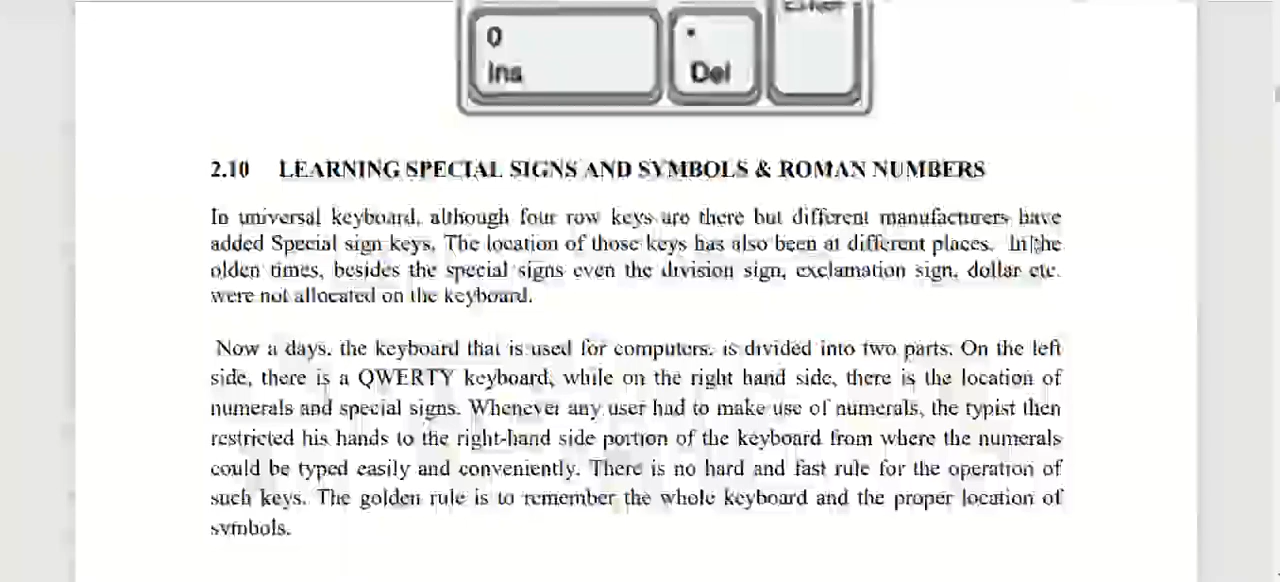 0
Ins
.
Del
Enter
2.10 LEARNING SPECIAL SIGNS AND SYMBOLS & ROMAN NUMBERS
In universal keyboard, although four row keys are there but different manufacturers have
added Special sign keys. The location of those keys has also been at different places. In the
olden times, besides the special signs even the division sign, exclamation sign, dollar etc.
were not allocated on the keyboard.
Now a days, the keyboard that is used for computers, is divided into two parts. On the left
side, there is a QWERTY keyboard, while on the right hand side, there is the location of
numerals and special signs. Whenever any user had to make use of numerals, the typist then
restricted his hands to the right-hand side portion of the keyboard from where the numerals
could be typed easily and conveniently. There is no hard and fast rule for the operation of
such keys. The golden rule is to remember the whole keyboard and the proper location of
symbols.